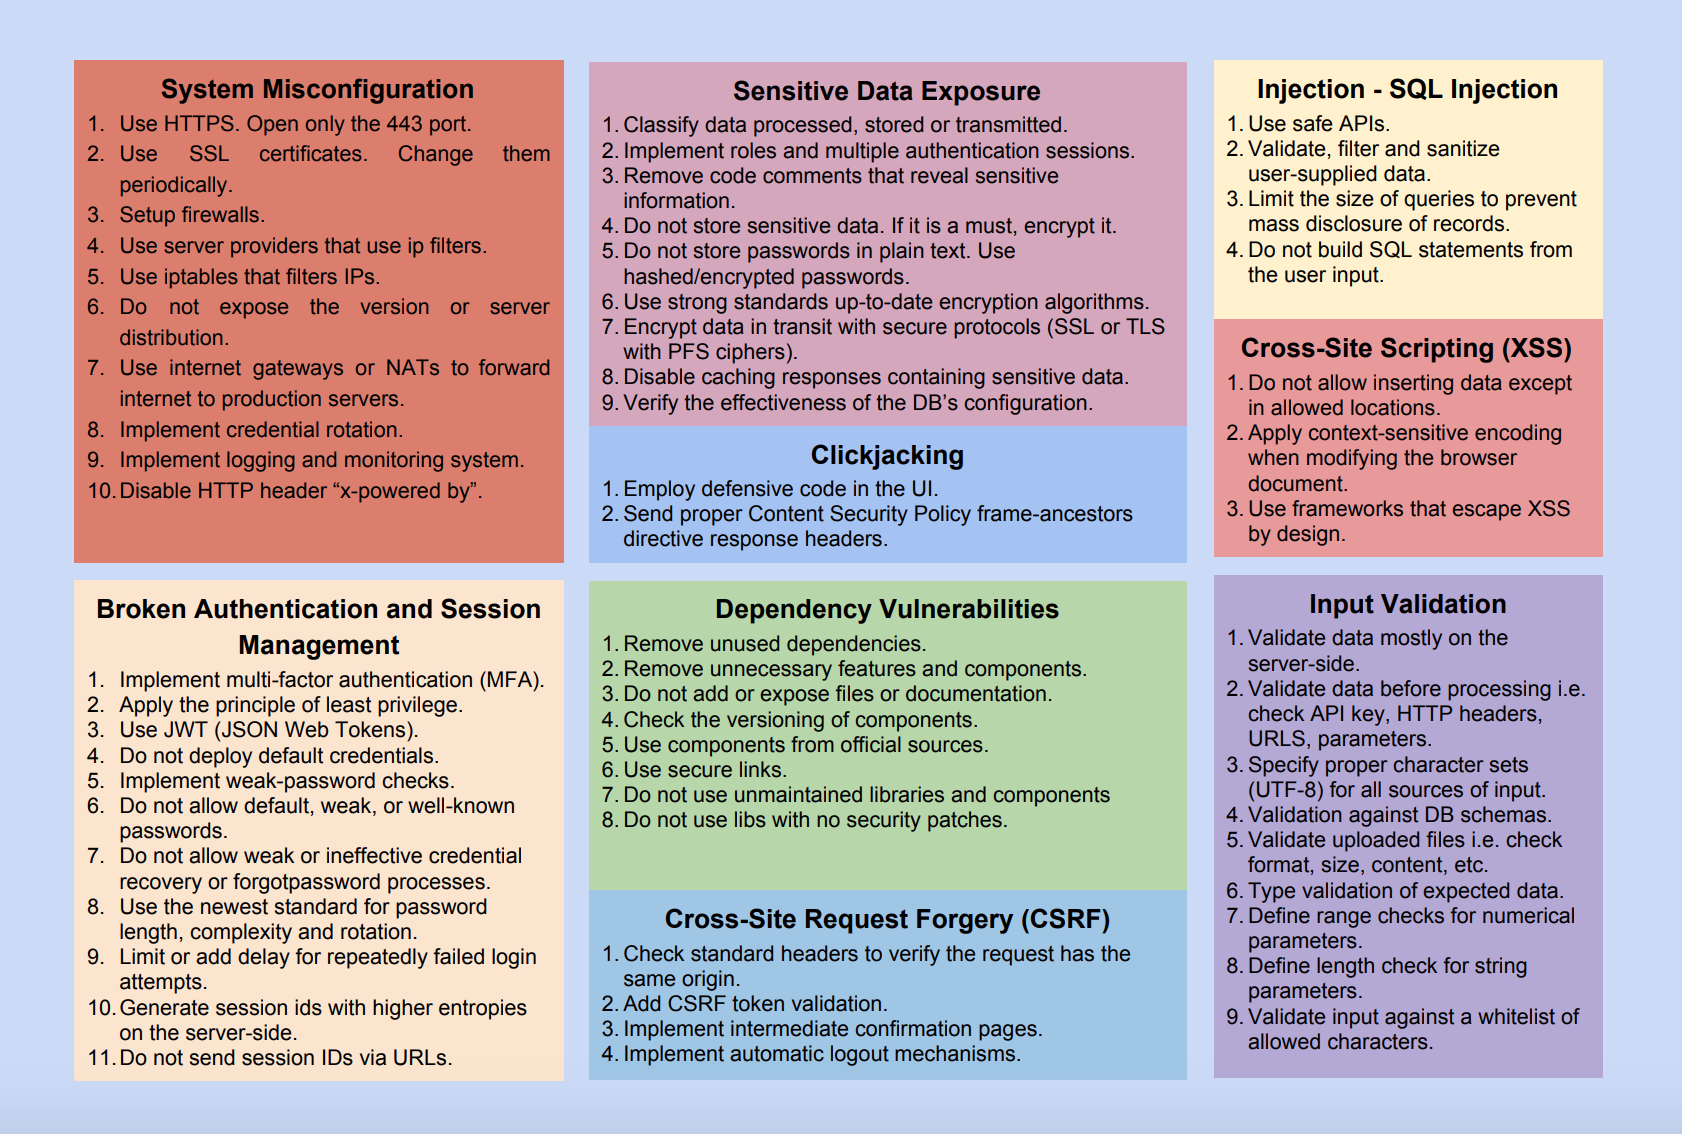 System Misconfiguration
1. Use HTTPS. Open only the 443 port.
2. Use SSL certificates. Change them
periodically.
3. Setup firewalls.
4. Use server providers that use ip filters.
5. Use iptables that filters IPs.
6. Do not expose the version or server
distribution.
7. Use internet gateways or NATs to forward
internet to production servers.
8. Implement credential rotation.
9. Implement logging and monitoring system.
10. Disable HTTP header “x-powered by”.
Sensitive Data Exposure
1. Classify data processed, stored or transmitted.
2. Implement roles and multiple authentication sessions.
3. Remove code comments that reveal sensitive
information.
4. Do not store sensitive data. If it is a must, encrypt it.
5. Do not store passwords in plain text. Use
hashed/encrypted passwords.
6. Use strong standards up-to-date encryption algorithms.
7. Encrypt data in transit with secure protocols (SSL or TLS
with PFS ciphers).
8. Disable caching responses containing sensitive data.
9. Verify the effectiveness of the DB’s configuration.
Clickjacking
1. Employ defensive code in the UI.
2. Send proper Content Security Policy frame-ancestors
directive response headers.
Injection - SQL Injection
1. Use safe APIs.
2. Validate, filter and sanitize
user-supplied data.
3. Limit the size of queries to prevent
mass disclosure of records.
4. Do not build SQL statements from
the user input.
Cross-Site Scripting (XSS)
1. Do not allow inserting data except
in allowed locations.
2. Apply context-sensitive encoding
when modifying the browser
document.
3. Use frameworks that escape XSS
by design.
Broken Authentication and Session
Management
1. Implement multi-factor authentication (MFA).
2. Apply the principle of least privilege.
3. Use JWT (JSON Web Tokens).
4. Do not deploy default credentials.
5. Implement weak-password checks.
6. Do not allow default, weak, or well-known
passwords.
7. Do not allow weak or ineffective credential
recovery or forgotpassword processes.
8. Use the newest standard for password
length, complexity and rotation.
9. Limit or add delay for repeatedly failed login
attempts.
10. Generate session ids with higher entropies
on the server-side.
11. Do not send session IDs via URLs.
Dependency Vulnerabilities
1. Remove unused dependencies.
2. Remove unnecessary features and components.
3. Do not add or expose files or documentation.
4. Check the versioning of components.
5. Use components from official sources.
6. Use secure links.
7. Do not use unmaintained libraries and components
8. Do not use libs with no security patches.
Cross-Site Request Forgery (CSRF)
1. Check standard headers to verify the request has the
same origin.
2. Add CSRF token validation.
3. Implement intermediate confirmation pages.
4. Implement automatic logout mechanisms.
Input Validation
1. Validate data mostly on the
server-side.
2. Validate data before processing i.e.
check API key, HTTP headers,
URLS, parameters.
3. Specify proper character sets
(UTF-8) for all sources of input.
4. Validation against DB schemas.
5. Validate uploaded files i.e. check
format, size, content, etc.
6. Type validation of expected data.
7. Define range checks for numerical
parameters.
8. Define length check for string
parameters.
9. Validate input against a whitelist of
allowed characters.